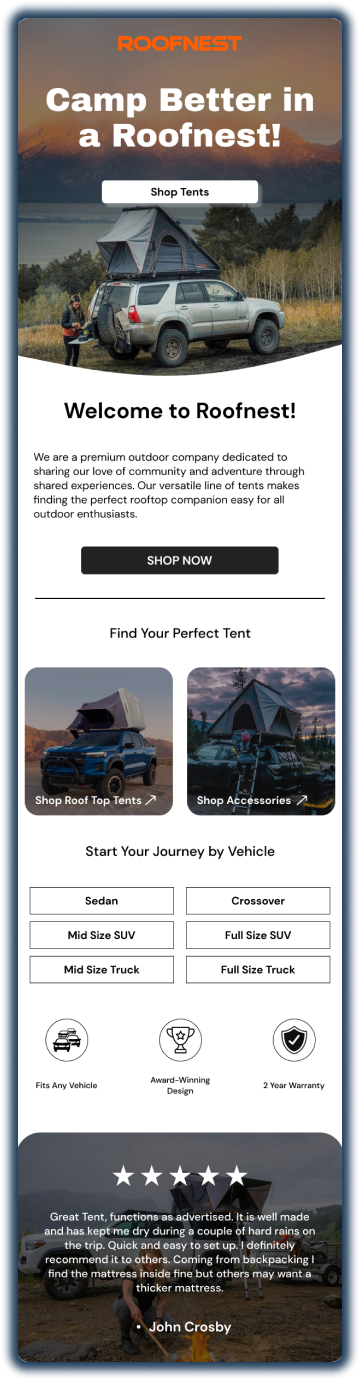 ROOFNEST
Camp Better in
a Roofnest!
Shop Tents
Welcome to Roofnest!
We are a premium outdoor company dedicated to
sharing our love of community and adventure through
shared experiences. Our versatile line of tents makes
finding the perfect rooftop companion easy for all
outdoor enthusiasts.
SHOP NOW
Find Your Perfect Tent
Shop Roof Top Tents ↗
Shop Accessories ↗
Start Your Journey by Vehicle
Sedan
Crossover
Mid Size SUV
Full Size SUV
Mid Size Truck
Full Size Truck
Fits Any Vehicle
Award-Winning
Design
2 Year Warranty
Great Tent, functions as advertised. It is well made
and has kept me dry during a couple of hard rains on
the trip. Quick and easy to set up. I definitely
recommend it to others. Coming from backpacking I
find the mattress inside fine but others may want a
thicker mattress.
• John Crosby